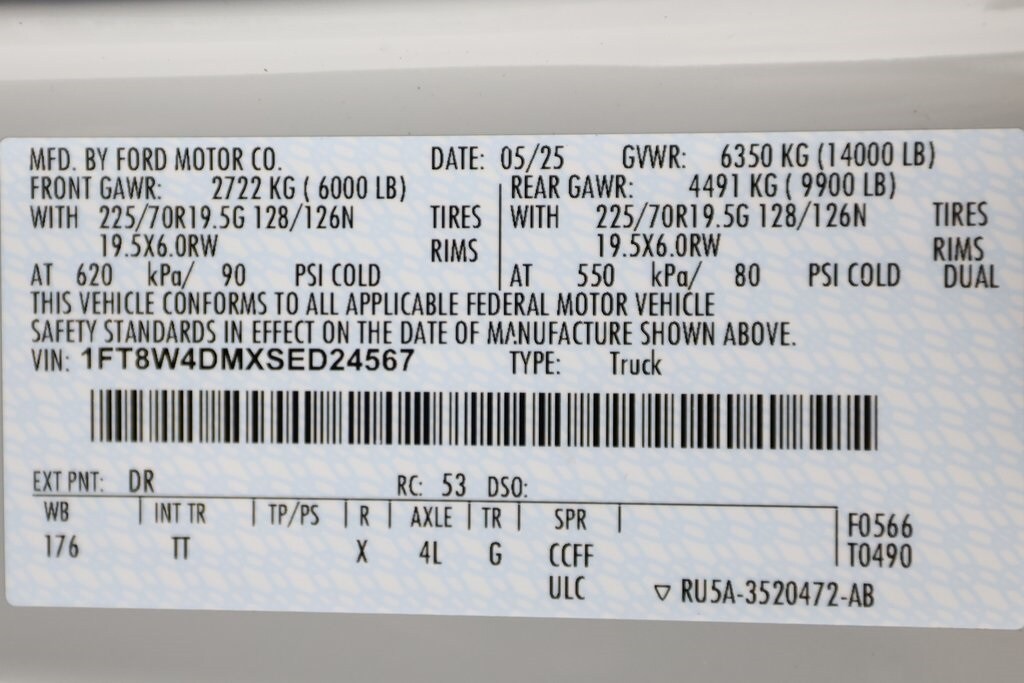 MFD. BY FORD MOTOR CO. DATE: 05/25 GVWR: 6350 KG (14000 LB)
FRONT GAWR: 2722 KG ( 6000 LB) REAR GAWR: 4491 KG ( 9900 LB)
WITH 225/70R19.5G 128/126N TIRES WITH 225/70R19.5G 128/126N TIRES
19.5X6.0RW RIMS 19.5X6.0RW RIMS
AT 620 kPa/ 90 PSI COLD AT 550 kPa/ 80 PSI COLD DUAL
THIS VEHICLE CONFORMS TO ALL APPLICABLE FEDERAL MOTOR VEHICLE
SAFETY STANDARDS IN EFFECT ON THE DATE OF MANUFACTURE SHOWN ABOVE.
VIN: 1FT8W4DMXSED24567 TYPE: Truck
EXT PNT: DR RC: 53 DSO:
WB INT TR TP/PS R AXLE TR SPR F0566
176 TT X 4L G CCFF T0490
ULC ▽ RU5A-3520472-AB